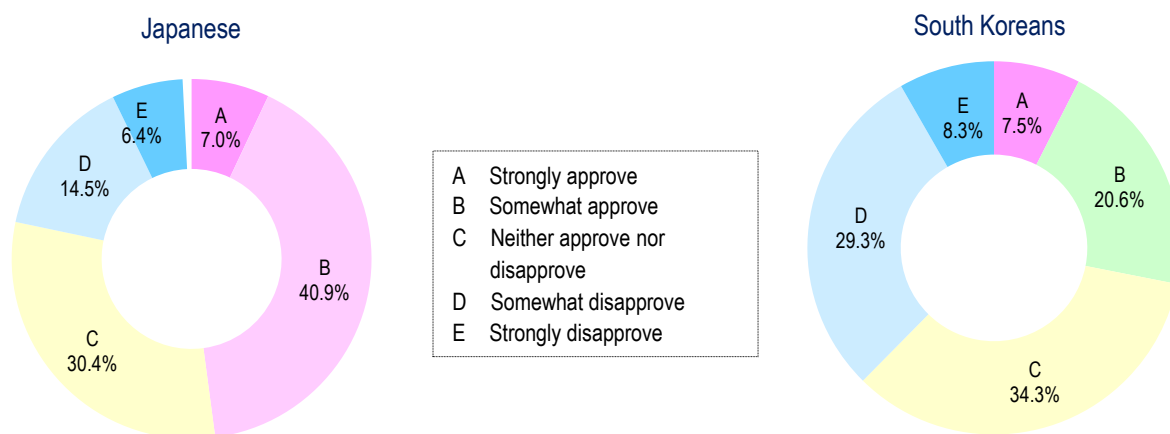 Japanese
South Koreans
A
7.0%
B
40.9%
C
30.4%
D
14.5%
E
6.4%
A Strongly approve
B Somewhat approve
C Neither approve nor
disapprove
D Somewhat disapprove
E Strongly disapprove
A
7.5%
B
20.6%
C
34.3%
D
29.3%
E
8.3%